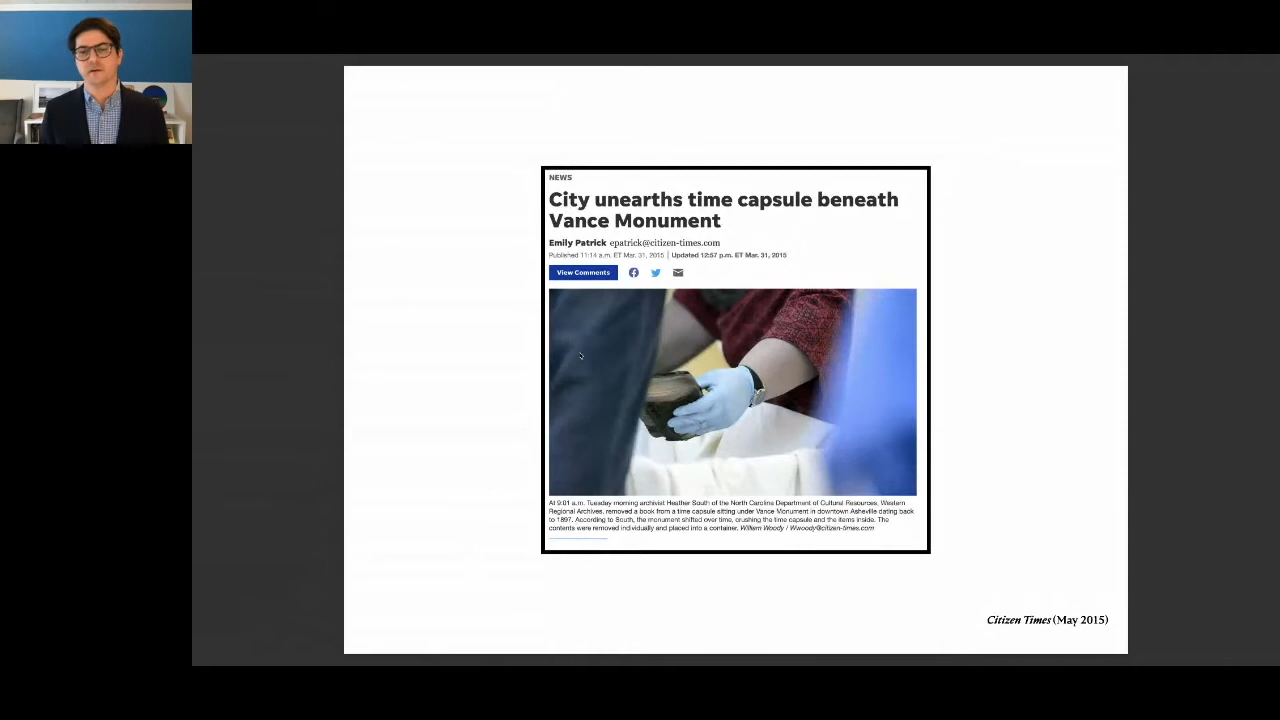 NEWS
City unearths time capsule beneath
Vance Monument
Emily Patrick epatrick@citizen-times.com
Published 11:14 a.m. ET Mar. 31, 2015 | Updated 12:57 p.m. ET Mar. 31, 2015
View Comments
At 9:01 a.m. Tuesday morning archivist Heather South of the North Carolina Department of Cultural Resources, Western
Regional Archives, removed a book from a time capsule sitting under Vance Monument in downtown Asheville dating back
to 1897. According to South, the monument shifted over time, crushing the time capsule and the items inside. The
contents were removed individually and placed into a container. Willem Woody / Wwoody@citizen-times.com
Citizen Times (May 2015)